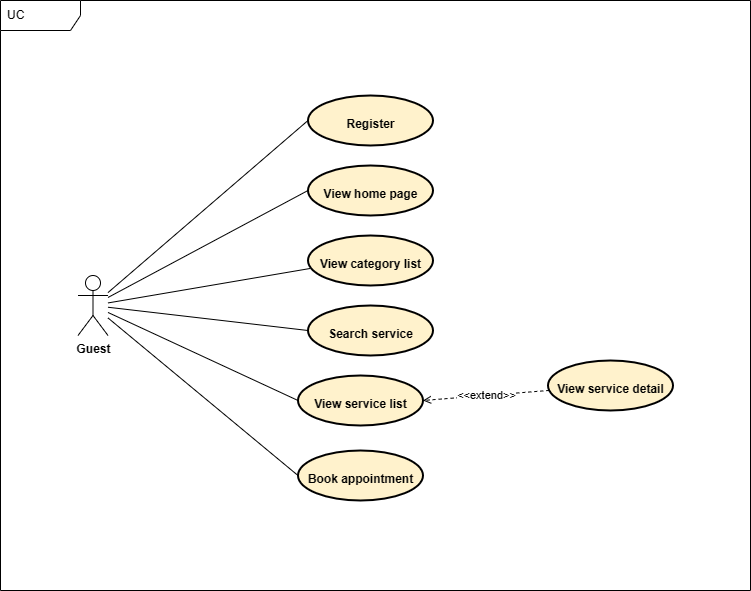 UC
Register
View home page
View category list
Search service
Guest
View service list
<<extend>>
View service detail
Book appointment